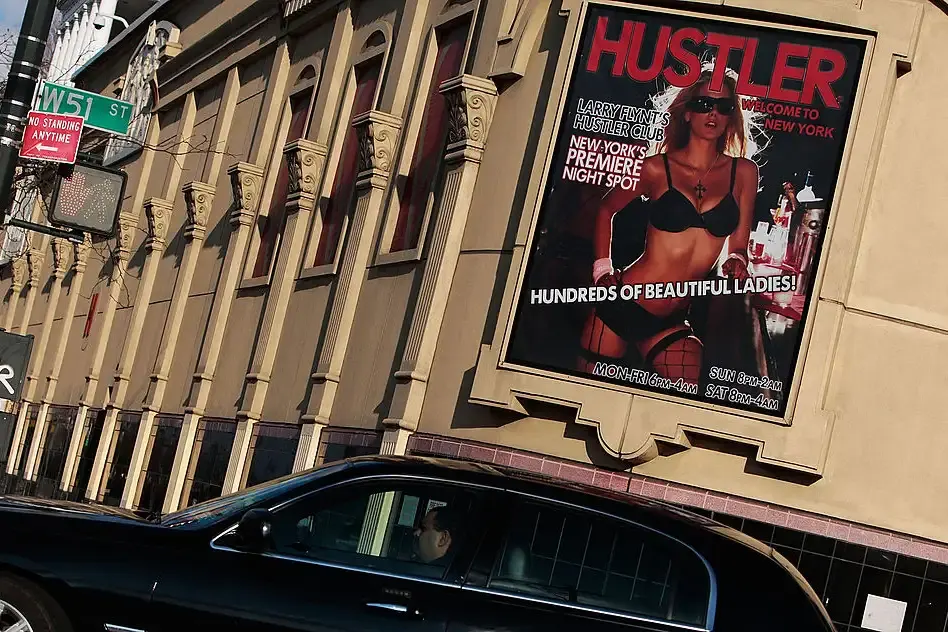 W 51 ST
NO STANDING
ANYTIME
R
HUSTLER
WELCOME TO
NEW YORK
LARRY FLYNT'S
HUSTLER CLUB
NEW YORK'S
PREMIERE
NIGHT SPOT
HUNDREDS OF BEAUTIFUL LADIES!
MON-FRI 6PM-4AM
SUN 8PM-2AM
SAT 8PM-4AM